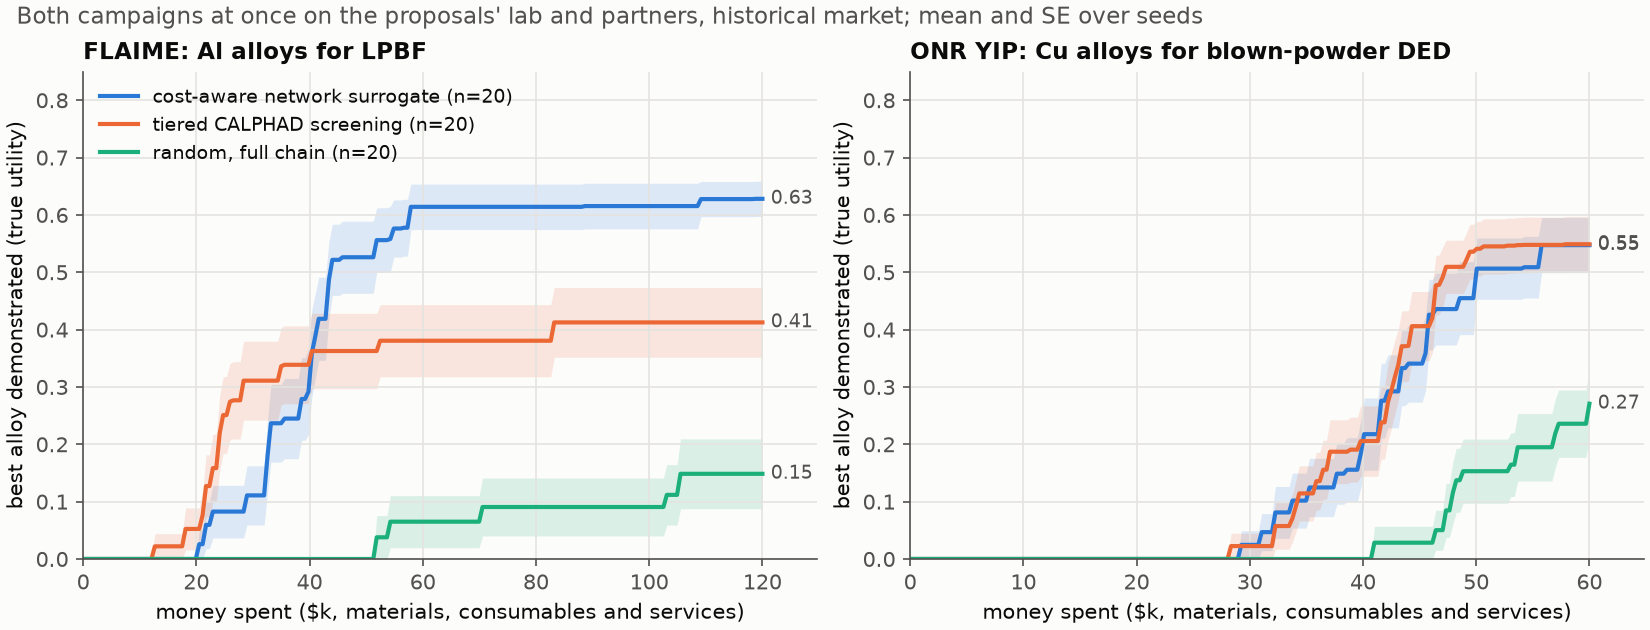 Both campaigns at once on the proposals' lab and partners, historical market; mean and SE over seeds
FLAIME: Al alloys for LPBF
best alloy demonstrated (true utility)
0.8
0.7
0.6
0.5
0.4
0.3
0.2
0.1
0.0
cost-aware network surrogate (n=20)
tiered CALPHAD screening (n=20)
random, full chain (n=20)
0.63
0.41
0.15
0 20 40 60 80 100 120
money spent ($k, materials, consumables and services)
ONR YIP: Cu alloys for blown-powder DED
best alloy demonstrated (true utility)
0.8
0.7
0.6
0.5
0.4
0.3
0.2
0.1
0.0
0.55
0.27
0 10 20 30 40 50 60
money spent ($k, materials, consumables and services)